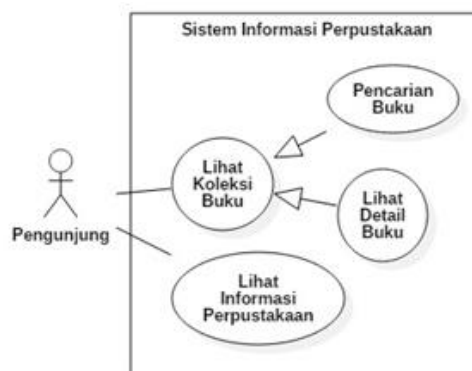 Sistem Informasi Perpustakaan
Pencarian
Buku
Lihat
Koleksi
Buku
Lihat
Detail
Buku
Pengunjung
Lihat
Informasi
Perpustakaan